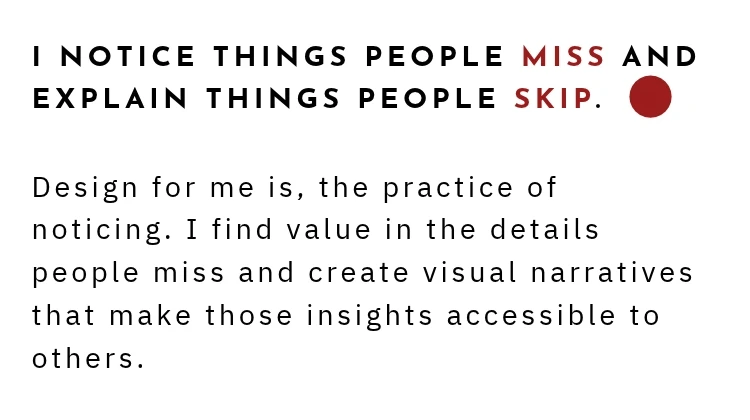 I NOTICE THINGS PEOPLE MISS AND
EXPLAIN THINGS PEOPLE SKIP.
Design for me is, the practice of
noticing. I find value in the details
people miss and create visual narratives
that make those insights accessible to
others.